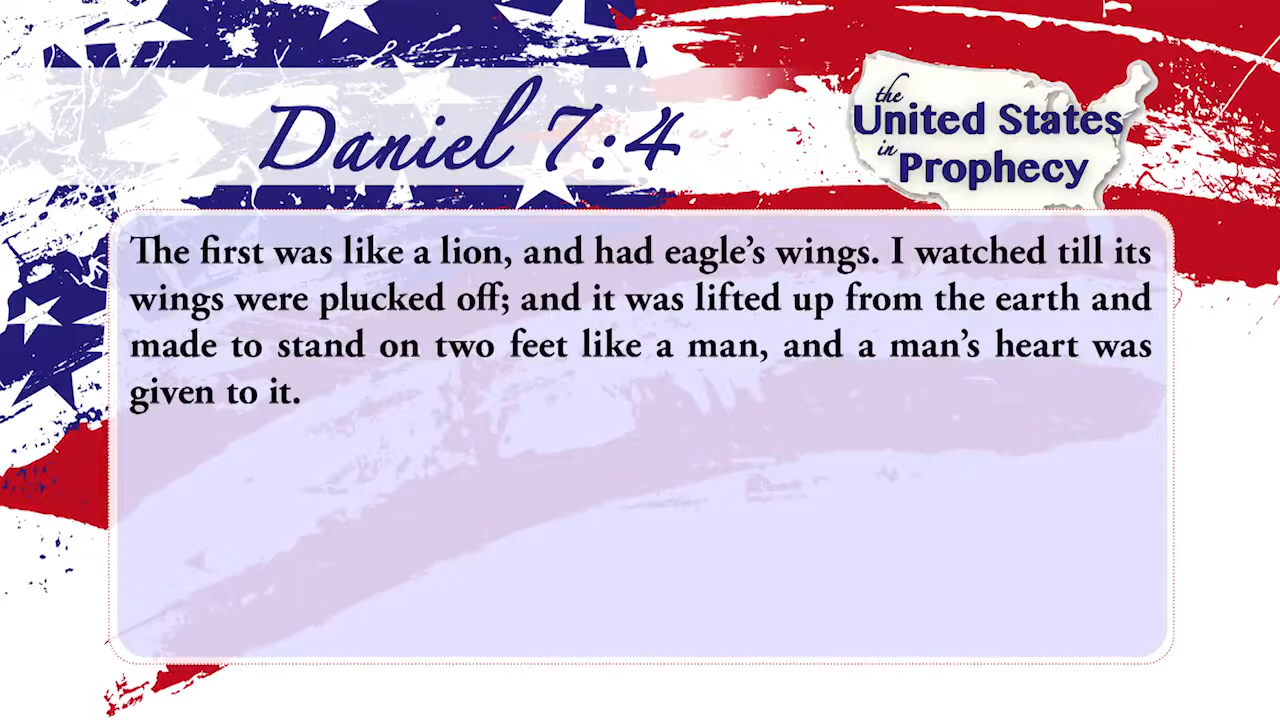 Daniel 7:4
the
United States
in
Prophecy
The first was like a lion, and had eagle’s wings. I watched till its
wings were plucked off; and it was lifted up from the earth and
made to stand on two feet like a man, and a man’s heart was
given to it.